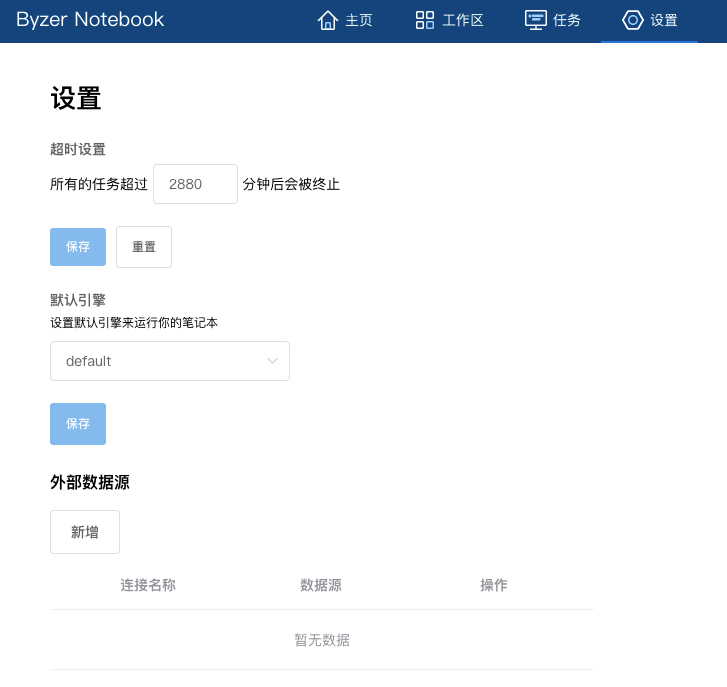 Byzer Notebook 主页 工作区 任务 设置
设置
超时设置
所有的任务超过 2880 分钟后会被终止
保存 重置
默认引擎
设置默认引擎来运行你的笔记本
default
保存
外部数据源
新增
连接名称 数据源 操作
暂无数据